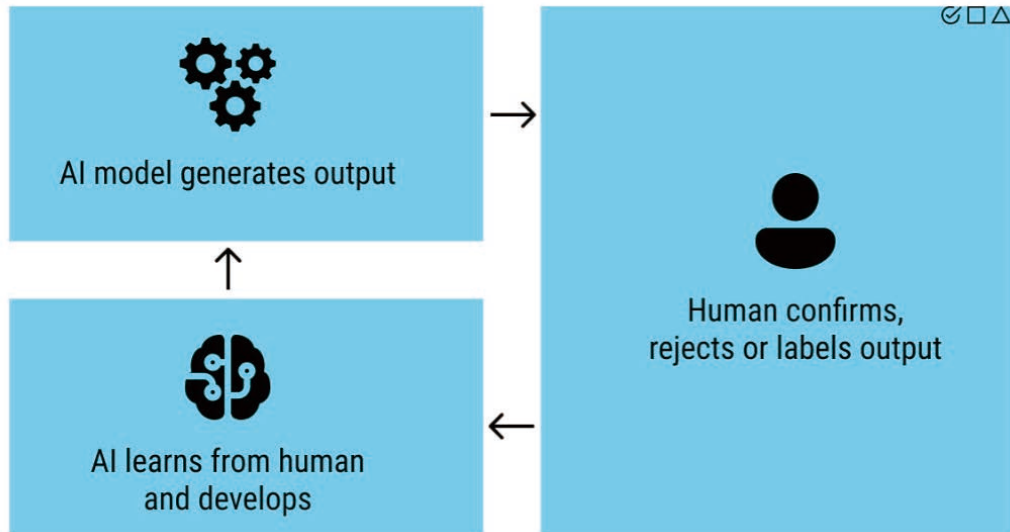 AI model generates output
Human confirms,
rejects or labels output
AI learns from human
and develops